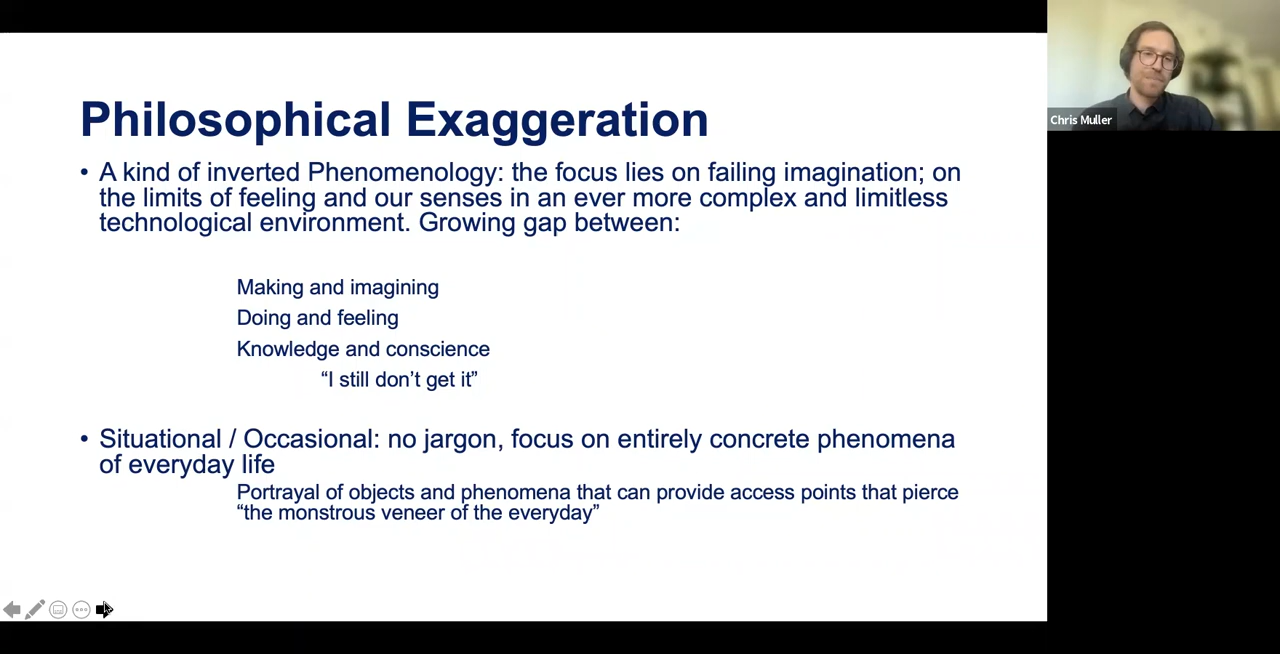 Philosophical Exaggeration
• A kind of inverted Phenomenology: the focus lies on failing imagination; on
the limits of feeling and our senses in an ever more complex and limitless
technological environment. Growing gap between:
Making and imagining
Doing and feeling
Knowledge and conscience
“I still don’t get it”
• Situational / Occasional: no jargon, focus on entirely concrete phenomena
of everyday life
Portrayal of objects and phenomena that can provide access points that pierce
“the monstrous veneer of the everyday”
Chris Muller